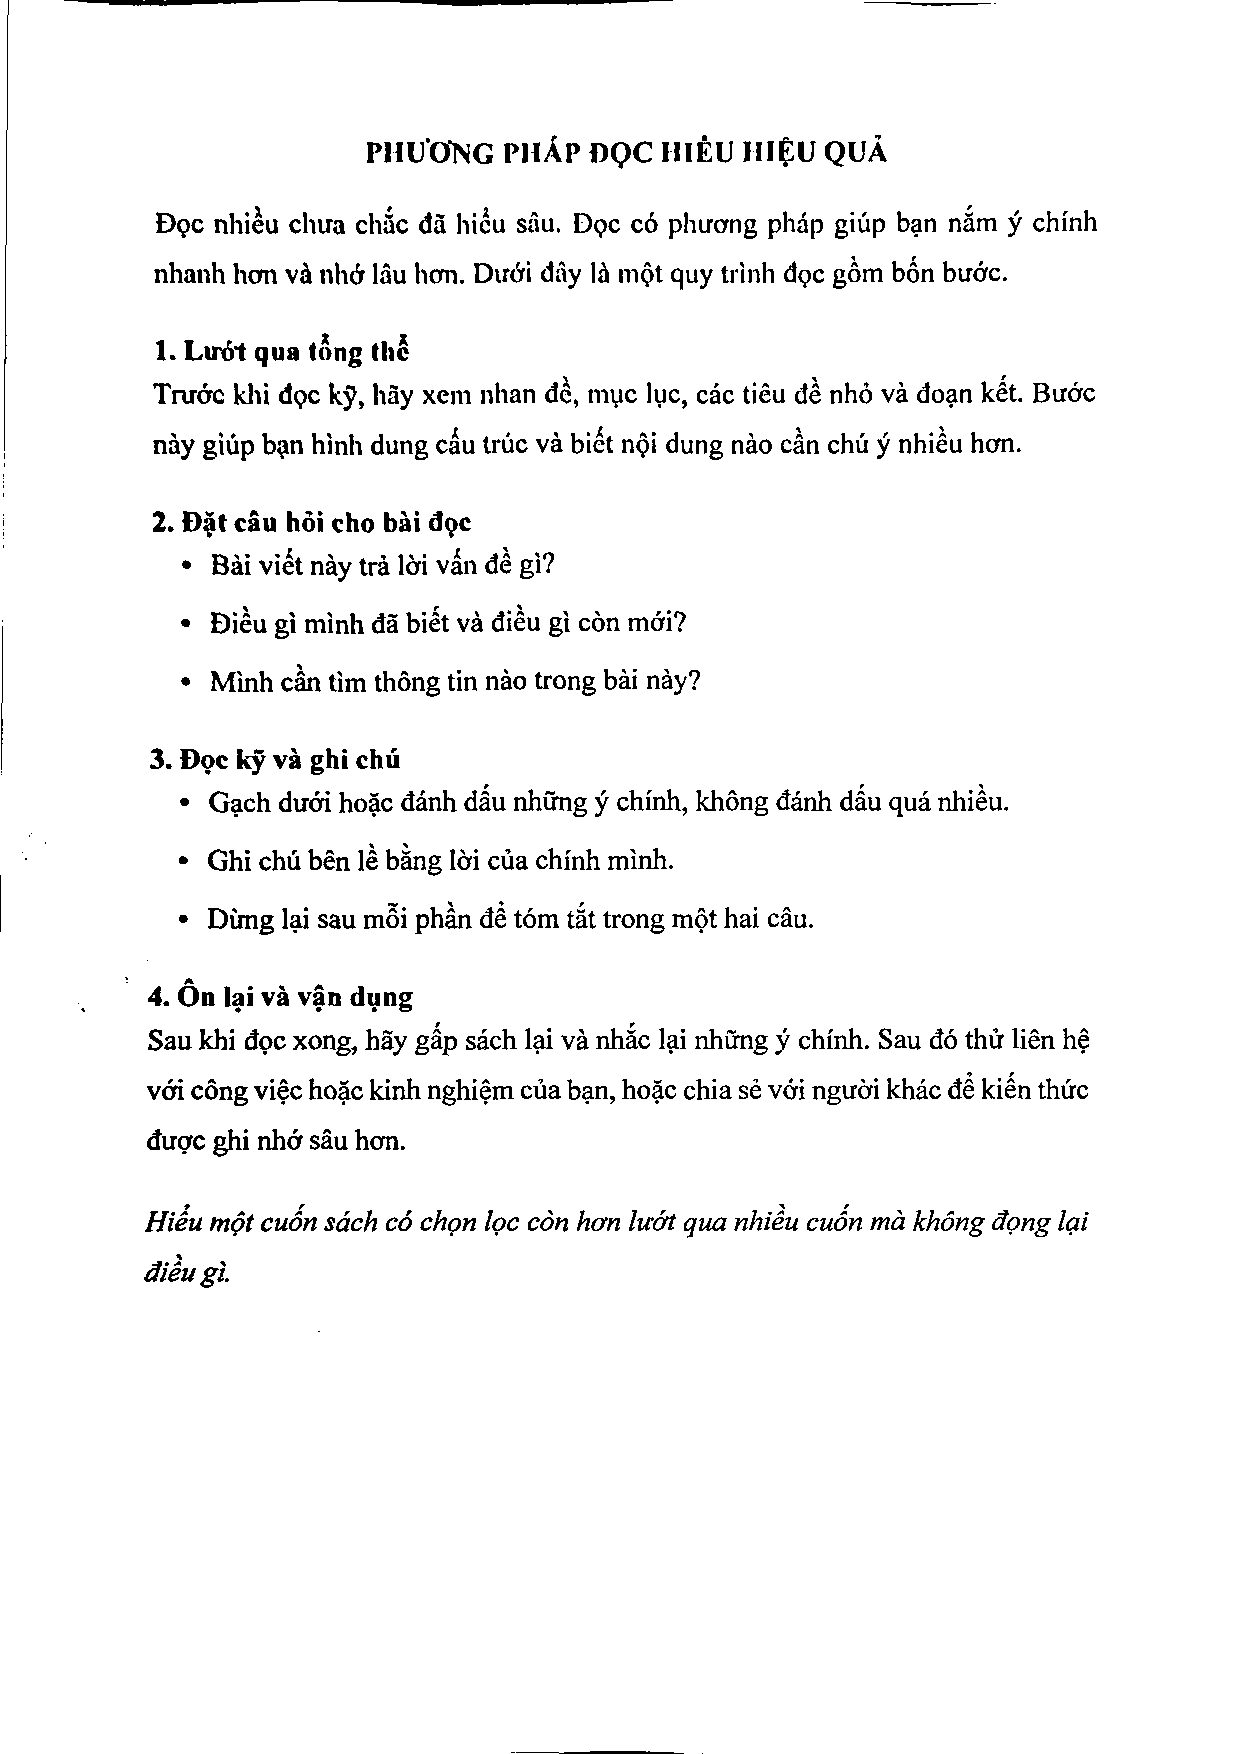 PHƯƠNG PHÁP ĐỌC HIỂU HIỆU QUẢ
Đọc nhiều chưa chắc đã hiểu sâu. Đọc có phương pháp giúp bạn nắm ý chính
nhanh hơn và nhớ lâu hơn. Dưới đây là một quy trình đọc gồm bốn bước.
1. Lướt qua tổng thể
Trước khi đọc kỹ, hãy xem nhan đề, mục lục, các tiêu đề nhỏ và đoạn kết. Bước
này giúp bạn hình dung cấu trúc và biết nội dung nào cần chú ý nhiều hơn.
2. Đặt câu hỏi cho bài đọc
• Bài viết này trả lời vấn đề gì?
• Điều gì mình đã biết và điều gì còn mới?
• Mình cần tìm thông tin nào trong bài này?
3. Đọc kỹ và ghi chú
• Gạch dưới hoặc đánh dấu những ý chính, không đánh dấu quá nhiều.
• Ghi chú bên lề bằng lời của chính mình.
• Dừng lại sau mỗi phần để tóm tắt trong một hai câu.
4. Ôn lại và vận dụng
Sau khi đọc xong, hãy gấp sách lại và nhắc lại những ý chính. Sau đó thử liên hệ
với công việc hoặc kinh nghiệm của bạn, hoặc chia sẻ với người khác để kiến thức
được ghi nhớ sâu hơn.
Hiểu một cuốn sách có chọn lọc còn hơn lướt qua nhiều cuốn mà không đọng lại
điều gì.